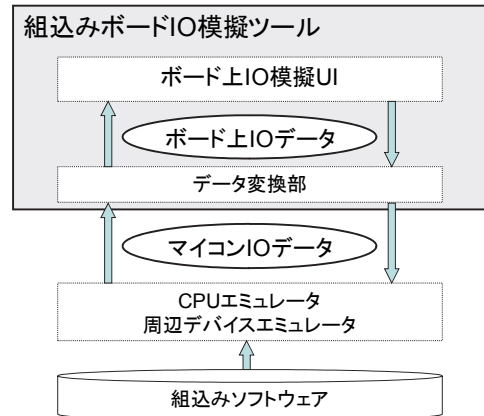 組込みボードIO模擬ツール
ボード上IO模擬UI
ボード上IOデータ
データ変換部
マイコンIOデータ
CPUエミュレータ
周辺デバイスエミュレータ
組込みソフトウェア